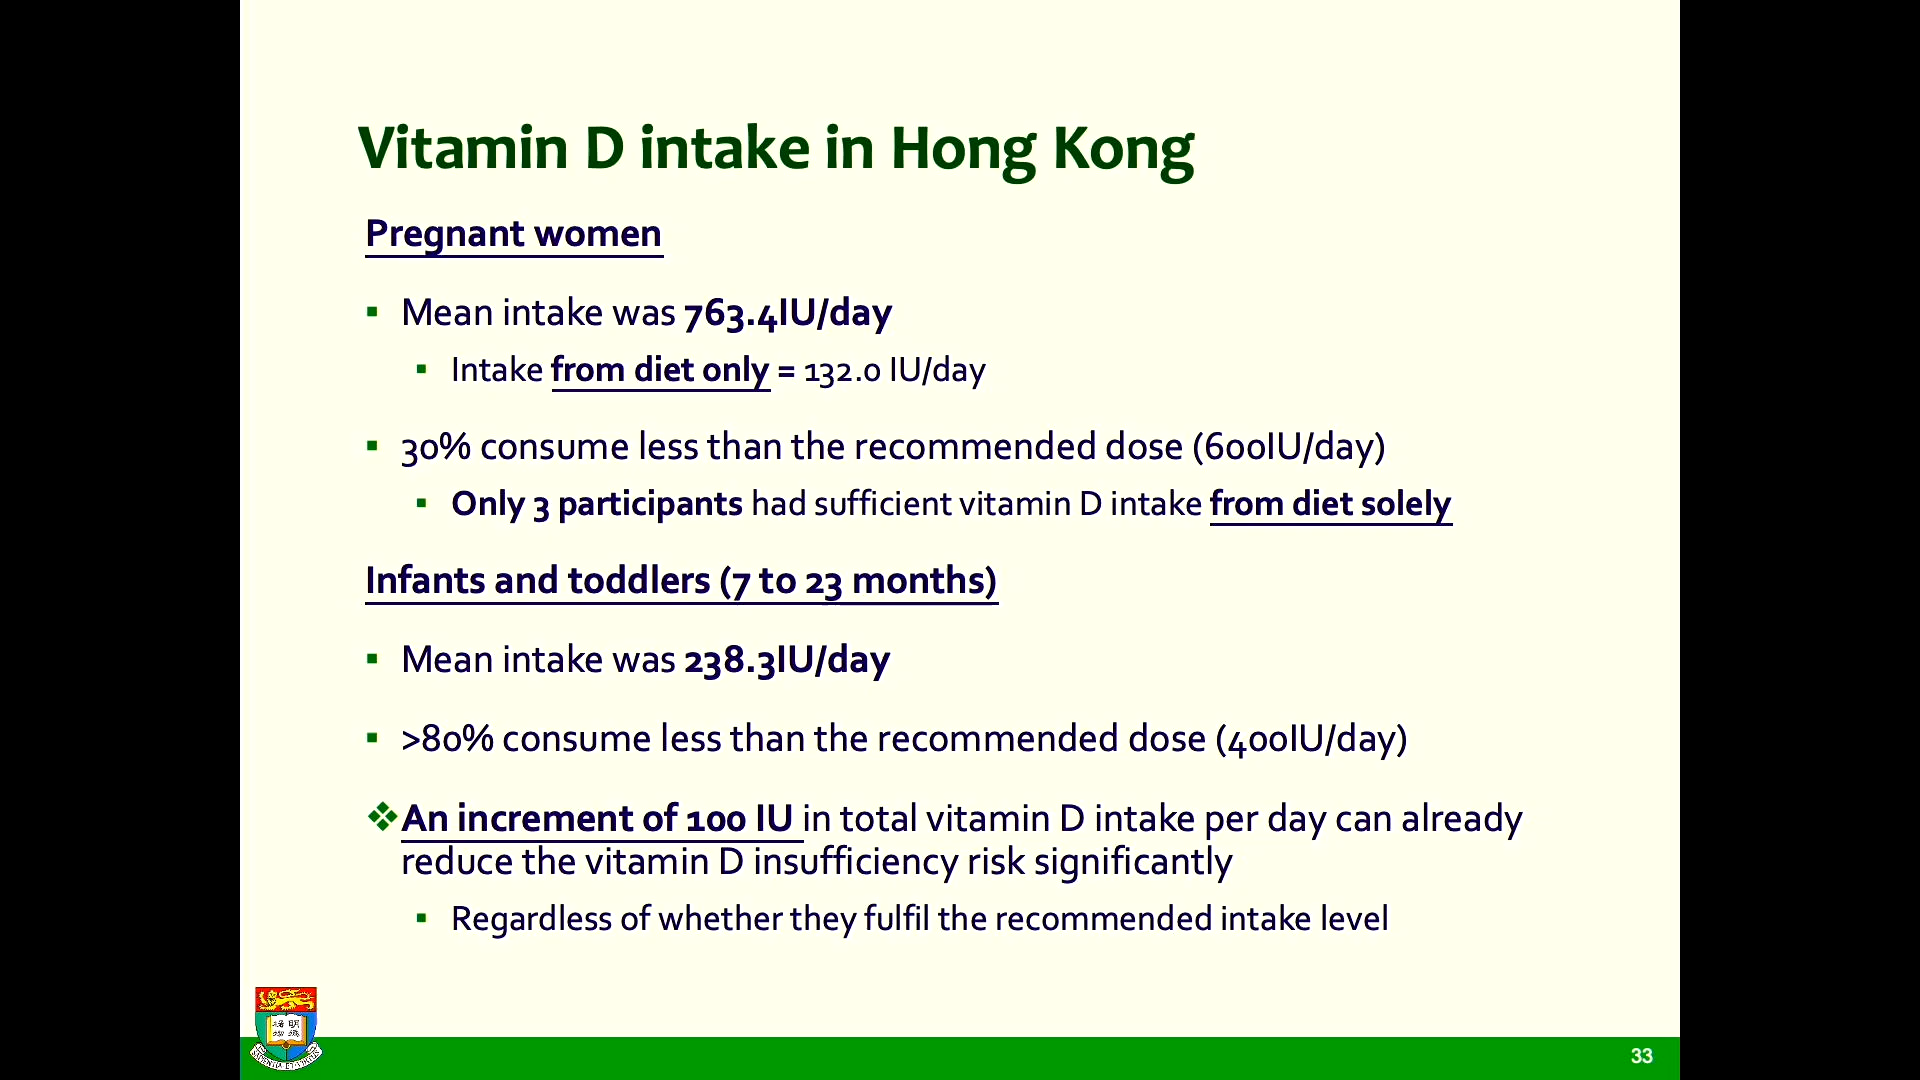 Vitamin D intake in Hong Kong
Pregnant women
▪ Mean intake was 763.4IU/day
▪ Intake from diet only = 132.0 IU/day
▪ 30% consume less than the recommended dose (600IU/day)
▪ Only 3 participants had sufficient vitamin D intake from diet solely
Infants and toddlers (7 to 23 months)
▪ Mean intake was 238.3IU/day
▪ >80% consume less than the recommended dose (400IU/day)
❖An increment of 100 IU in total vitamin D intake per day can already
reduce the vitamin D insufficiency risk significantly
▪ Regardless of whether they fulfil the recommended intake level
33